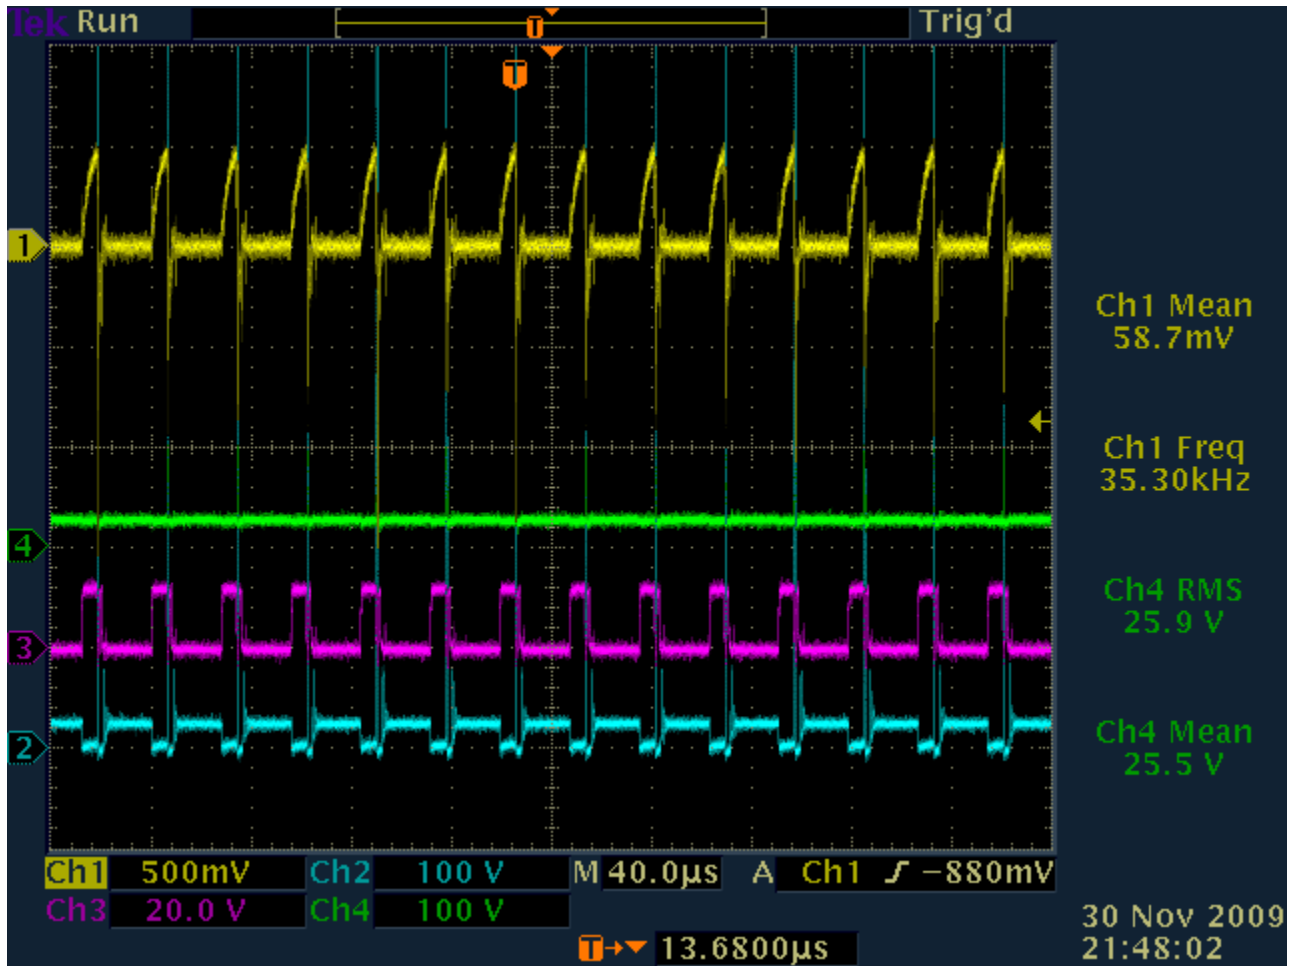 Tek Run Trig'd
T
T
1
Ch1 Mean
58.7mV
Ch1 Freq
35.30kHz
4
Ch4 RMS
25.9 V
3
Ch4 Mean
25.5 V
2
Ch1 500mV Ch2 100 V M 40.0µs A Ch1 -880mV
Ch3 20.0 V Ch4 100 V
T 13.6800µs
30 Nov 2009
21:48:02